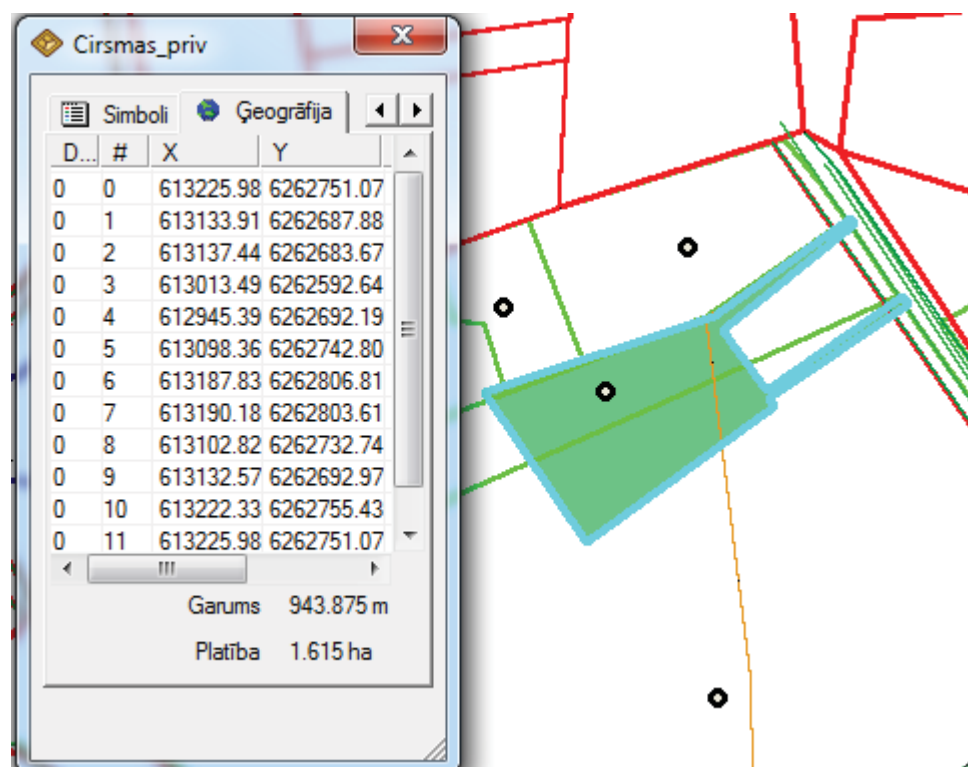 Cirsmas_priv
Simboli Ģeogrāfija
D... # X Y
0 0 613225.98 6262751.07
0 1 613133.91 6262687.88
0 2 613137.44 6262683.67
0 3 613013.49 6262592.64
0 4 612945.39 6262692.19
0 5 613098.36 6262742.80
0 6 613187.83 6262806.81
0 7 613190.18 6262803.61
0 8 613102.82 6262732.74
0 9 613132.57 6262692.97
0 10 613222.33 6262755.43
0 11 613225.98 6262751.07
Garums 943.875 m
Platība 1.615 ha